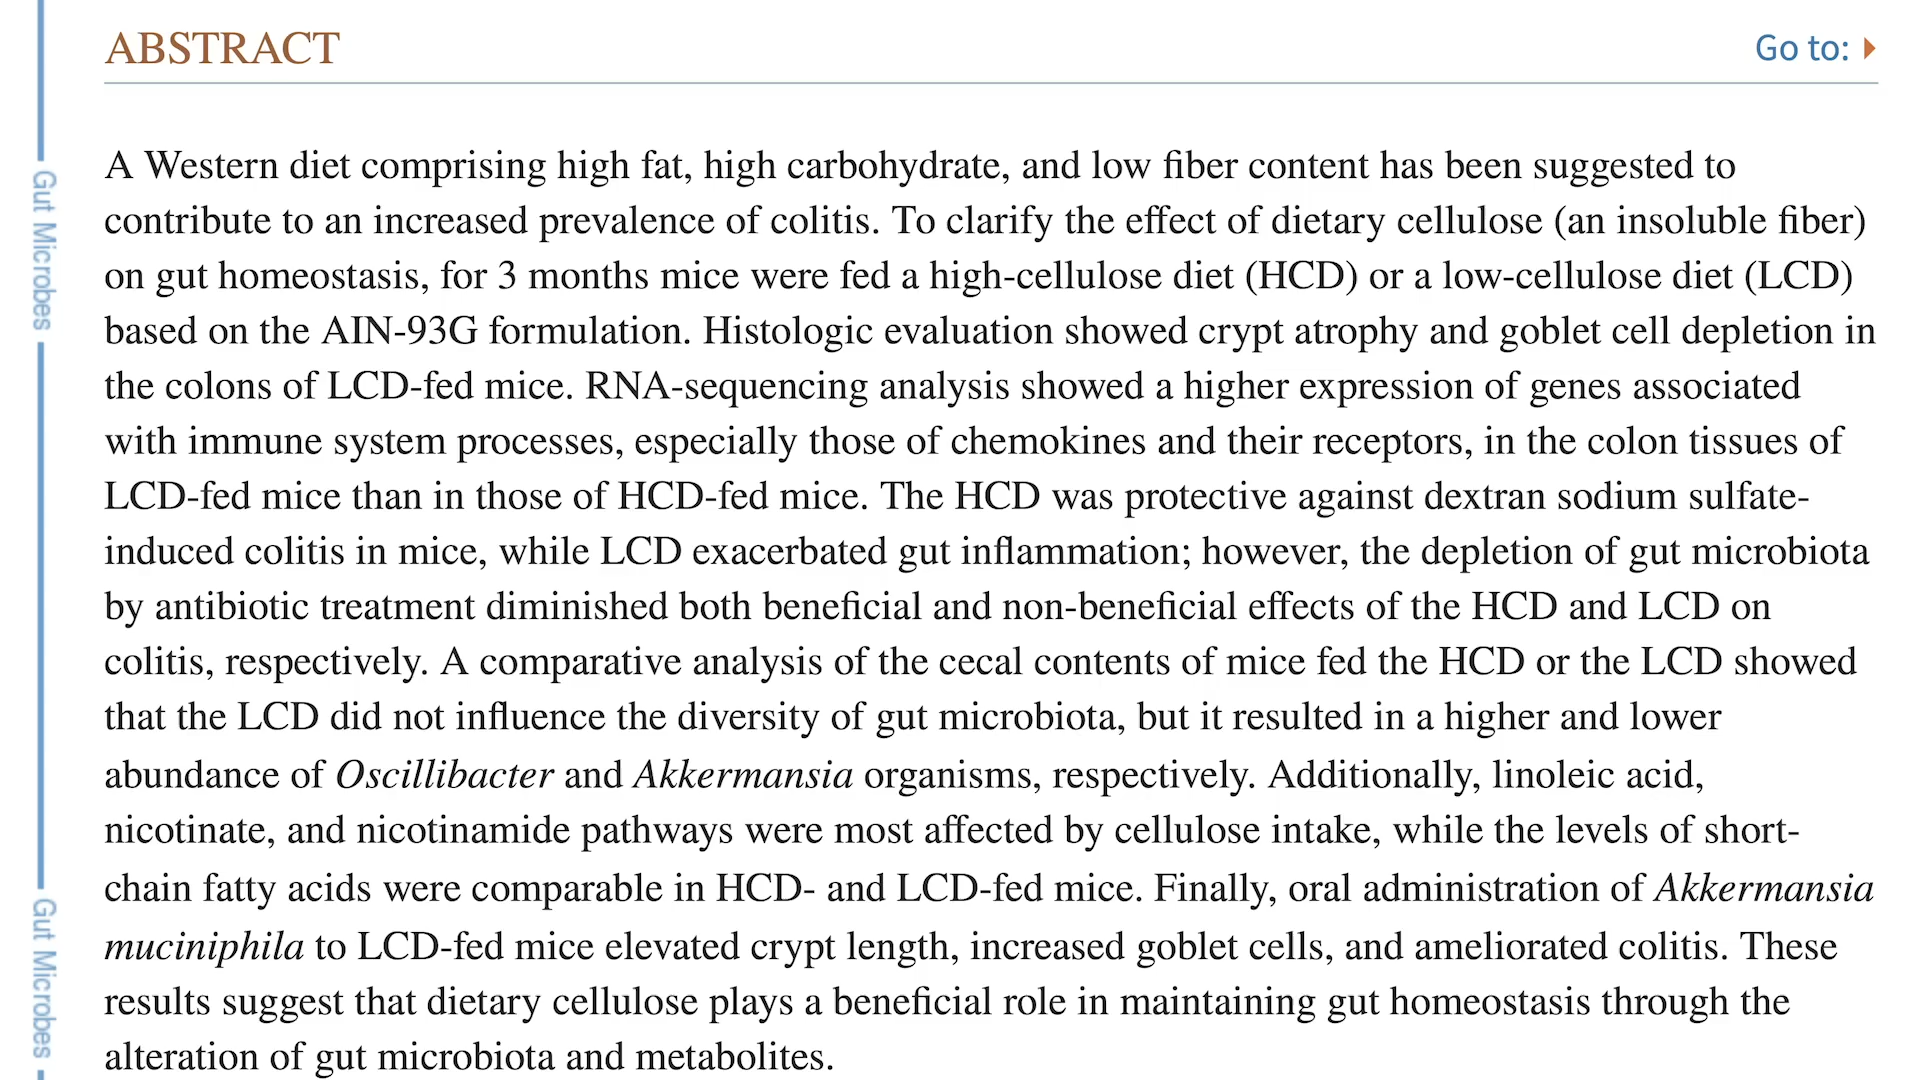 ABSTRACT
Go to:
A Western diet comprising high fat, high carbohydrate, and low fiber content has been suggested to
contribute to an increased prevalence of colitis. To clarify the effect of dietary cellulose (an insoluble fiber)
on gut homeostasis, for 3 months mice were fed a high-cellulose diet (HCD) or a low-cellulose diet (LCD)
based on the AIN-93G formulation. Histologic evaluation showed crypt atrophy and goblet cell depletion in
the colons of LCD-fed mice. RNA-sequencing analysis showed a higher expression of genes associated
with immune system processes, especially those of chemokines and their receptors, in the colon tissues of
LCD-fed mice than in those of HCD-fed mice. The HCD was protective against dextran sodium sulfate-
induced colitis in mice, while LCD exacerbated gut inflammation; however, the depletion of gut microbiota
by antibiotic treatment diminished both beneficial and non-beneficial effects of the HCD and LCD on
colitis, respectively. A comparative analysis of the cecal contents of mice fed the HCD or the LCD showed
that the LCD did not influence the diversity of gut microbiota, but it resulted in a higher and lower
abundance of Oscillibacter and Akkermansia organisms, respectively. Additionally, linoleic acid,
nicotinate, and nicotinamide pathways were most affected by cellulose intake, while the levels of short-
chain fatty acids were comparable in HCD- and LCD-fed mice. Finally, oral administration of Akkermansia
muciniphila to LCD-fed mice elevated crypt length, increased goblet cells, and ameliorated colitis. These
results suggest that dietary cellulose plays a beneficial role in maintaining gut homeostasis through the
alteration of gut microbiota and metabolites.
Gut Microbes
Gut Microbes